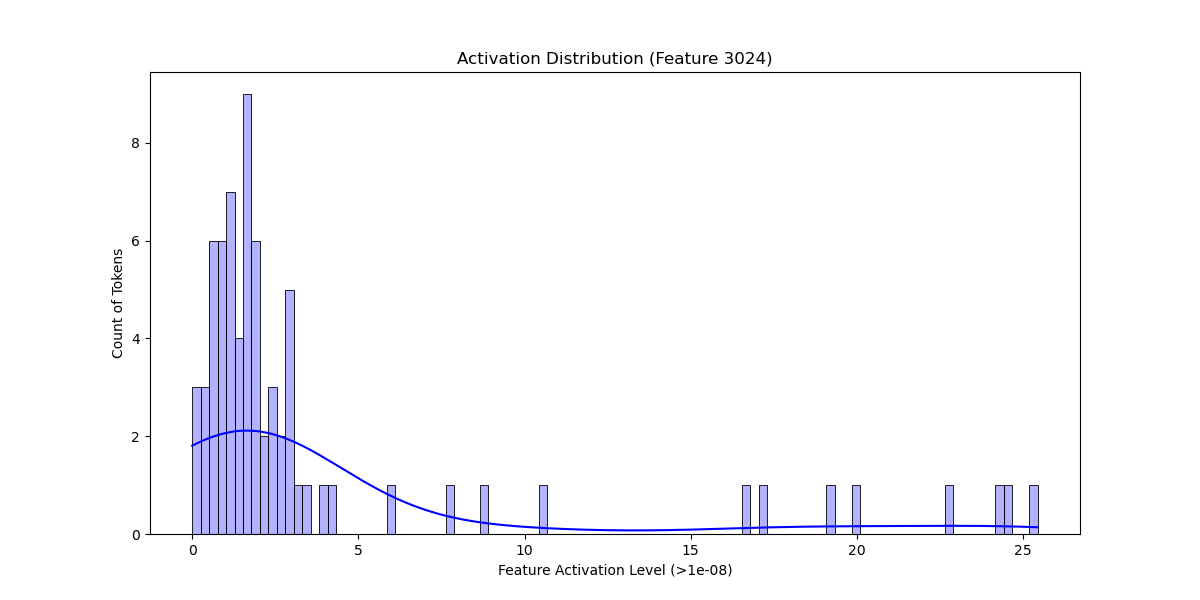 Activation Distribution (Feature 3024)
Count of Tokens
8
6
4
2
0
0 5 10 15 20 25
Feature Activation Level (>1e-08)